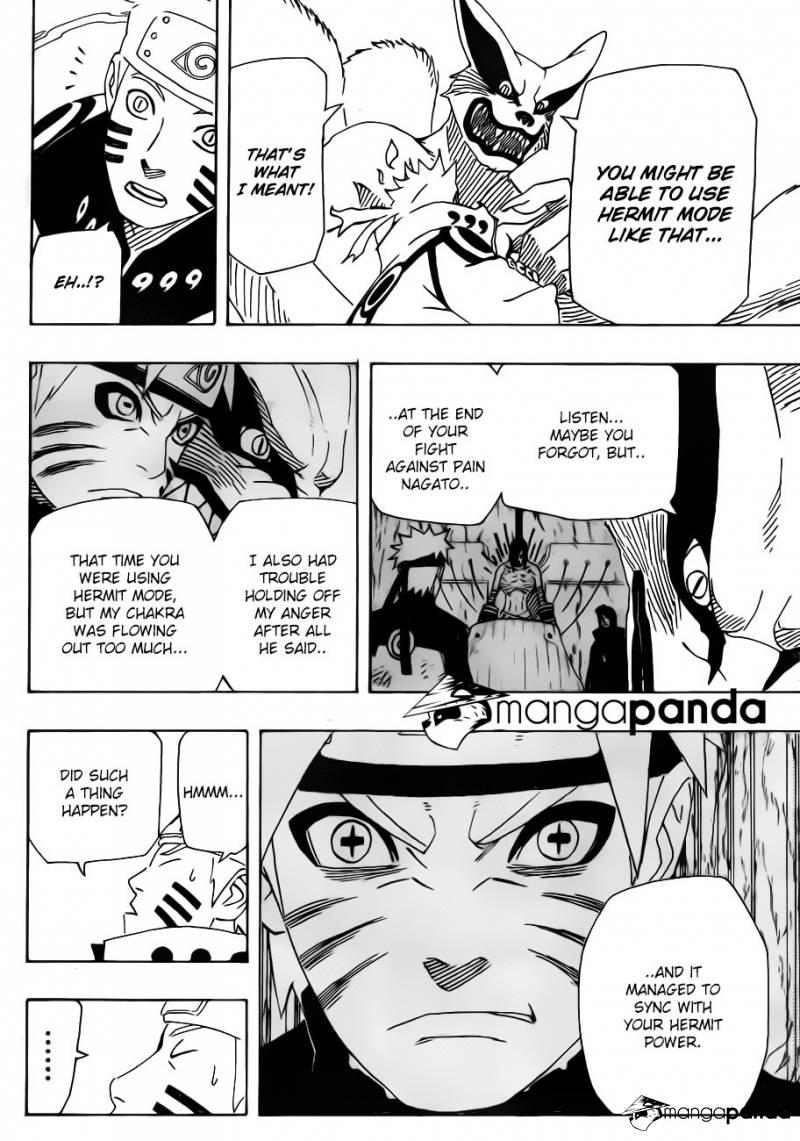 YOU MIGHT BE
ABLE TO USE
HERMIT MODE
LIKE THAT...
THAT'S
WHAT
I MEANT!
EH..!?
LISTEN...
MAYBE YOU
FORGOT, BUT..
..AT THE END
OF YOUR
FIGHT
AGAINST PAIN
NAGATO..
I ALSO HAD
TROUBLE
HOLDING OFF
MY ANGER
AFTER ALL
HE SAID..
THAT TIME YOU
WERE USING
HERMIT MODE,
BUT MY CHAKRA
WAS FLOWING
OUT TOO MUCH...
mangapanda
..AND IT
MANAGED TO
SYNC WITH
YOUR HERMIT
POWER.
HMMM...
DID SUCH
A THING
HAPPEN?
.......
mangapanda